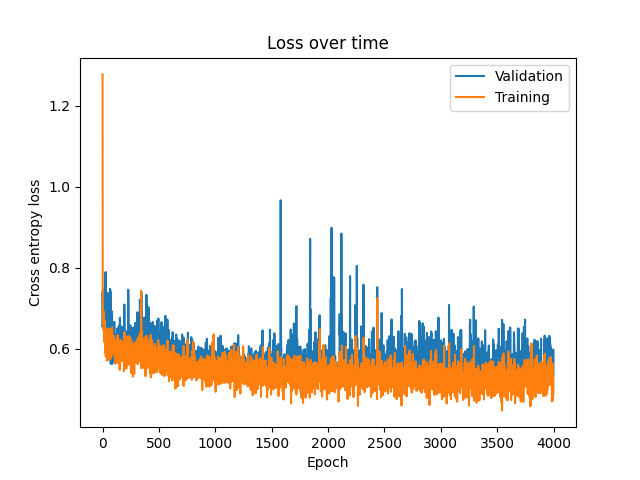 Loss over time
Validation
Training
Cross entropy loss
1.2
1.0
0.8
0.6
0 500 1000 1500 2000 2500 3000 3500 4000
Epoch